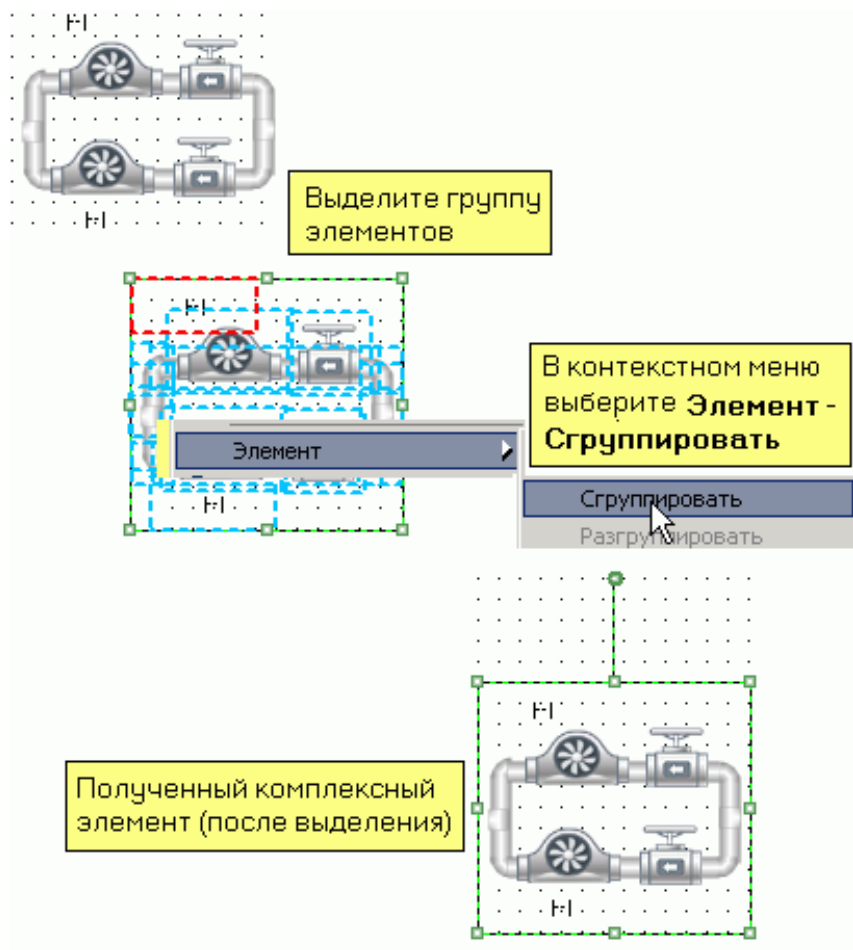 Выделите группу
элементов
В контекстном меню
выберите Элемент -
Сгруппировать
Элемент
Сгруппировать
Разгруппировать
Полученный комплексный
элемент (после выделения)